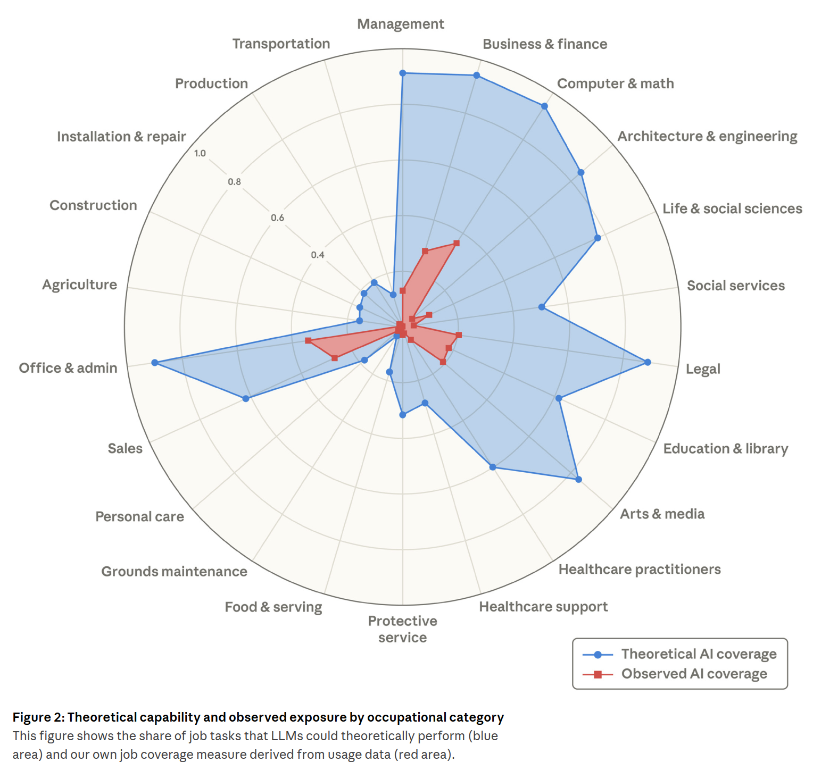 Management
Business & finance
Computer & math
Architecture & engineering
Life & social sciences
Social services
Legal
Education & library
Arts & media
Healthcare practitioners
Healthcare support
Protective
service
Food & serving
Grounds maintenance
Personal care
Sales
Office & admin
Agriculture
Construction
Installation & repair
Production
Transportation
1.0
0.8
0.6
0.4
Theoretical AI coverage
Observed AI coverage
Figure 2: Theoretical capability and observed exposure by occupational category
This figure shows the share of job tasks that LLMs could theoretically perform (blue
area) and our own job coverage measure derived from usage data (red area).